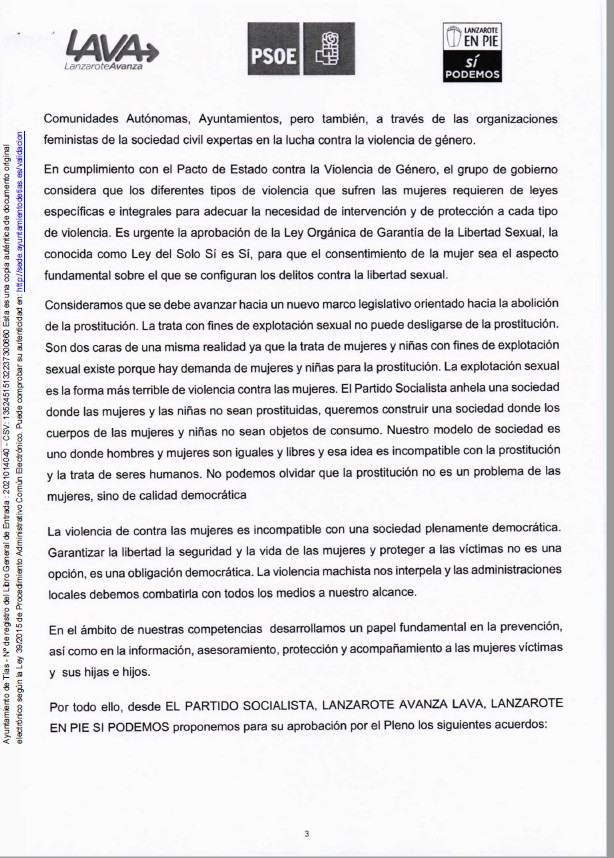 LAVA
LanzaroteAvanza
PSOE
LANZAROTE
EN PIE
sí
PODEMOS
Comunidades Autónomas, Ayuntamientos, pero también, a través de las organizaciones
feministas de la sociedad civil expertas en la lucha contra la violencia de género.
En cumplimiento con el Pacto de Estado contra la Violencia de Género, el grupo de gobierno
considera que los diferentes tipos de violencia que sufren las mujeres requieren de leyes
específicas e integrales para adecuar la necesidad de intervención y de protección a cada tipo
de violencia. Es urgente la aprobación de la Ley Orgánica de Garantía de la Libertad Sexual, la
conocida como Ley del Solo Sí es Sí, para que el consentimiento de la mujer sea el aspecto
fundamental sobre el que se configuran los delitos contra la libertad sexual.
Consideramos que se debe avanzar hacia un nuevo marco legislativo orientado hacia la abolición
de la prostitución. La trata con fines de explotación sexual no puede desligarse de la prostitución.
Son dos caras de una misma realidad ya que la trata de mujeres y niñas con fines de explotación
sexual existe porque hay demanda de mujeres y niñas para la prostitución. La explotación sexual
es la forma más terrible de violencia contra las mujeres. El Partido Socialista anhela una sociedad
donde las mujeres y las niñas no sean prostituidas, queremos construir una sociedad donde los
cuerpos de las mujeres y niñas no sean objetos de consumo. Nuestro modelo de sociedad es
uno donde hombres y mujeres son iguales y libres y esa idea es incompatible con la prostitución
y la trata de seres humanos. No podemos olvidar que la prostitución no es un problema de las
mujeres, sino de calidad democrática
La violencia de contra las mujeres es incompatible con una sociedad plenamente democrática.
Garantizar la libertad la seguridad y la vida de las mujeres y proteger a las víctimas no es una
opción, es una obligación democrática. La violencia machista nos interpela y las administraciones
locales debemos combatirla con todos los medios a nuestro alcance.
En el ámbito de nuestras competencias desarrollamos un papel fundamental en la prevención,
así como en la información, asesoramiento, protección y acompañamiento a las mujeres víctimas
y sus hijas e hijos.
Por todo ello, desde EL PARTIDO SOCIALISTA, LANZAROTE AVANZA LAVA, LANZAROTE
EN PIE SI PODEMOS proponemos para su aprobación por el Pleno los siguientes acuerdos:
3
Ayuntamiento de Tías - Nº de registro del Libro General de Entrada : 2021014040 - CSV: 13524515132237300660 Esta es una copia auténtica de documento original
electrónico según la Ley 39/2015 de Procedimiento Administrativo Común Electrónico. Puede comprobar su autenticidad en: http://sede.ayuntamientodetias.es/validacion